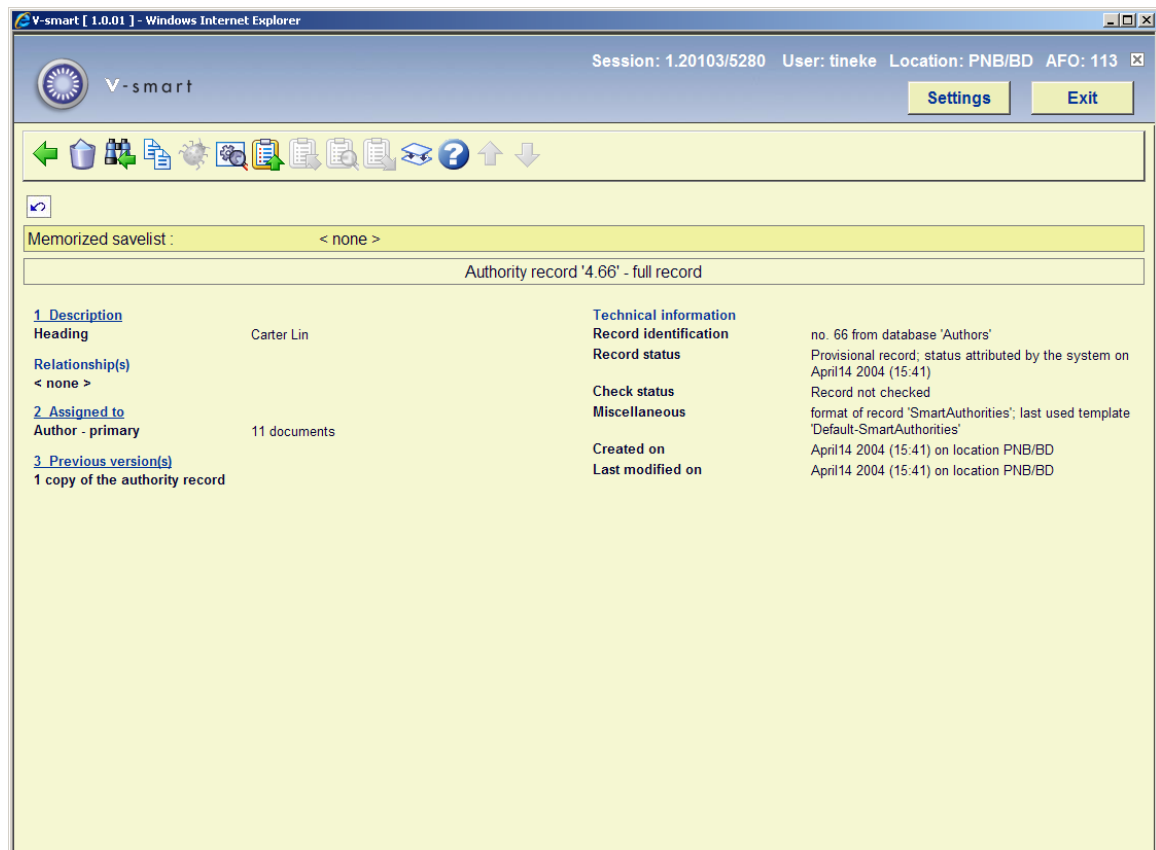 V-smart [ 1.0.01 ] - Windows Internet Explorer
Session: 1.20103/5280 User: tineke Location: PNB/BD AFO: 113
V-smart
Settings Exit
Memorized savelist : < none >
Authority record '4.66' - full record
1 Description
Heading Carter Lin
Relationship(s)
< none >
2 Assigned to
Author - primary 11 documents
3 Previous version(s)
1 copy of the authority record
Technical information
Record identification no. 66 from database 'Authors'
Record status Provisional record; status attributed by the system on
April14 2004 (15:41)
Check status Record not checked
Miscellaneous format of record 'SmartAuthorities'; last used template
'Default-SmartAuthorities'
Created on April14 2004 (15:41) on location PNB/BD
Last modified on April14 2004 (15:41) on location PNB/BD